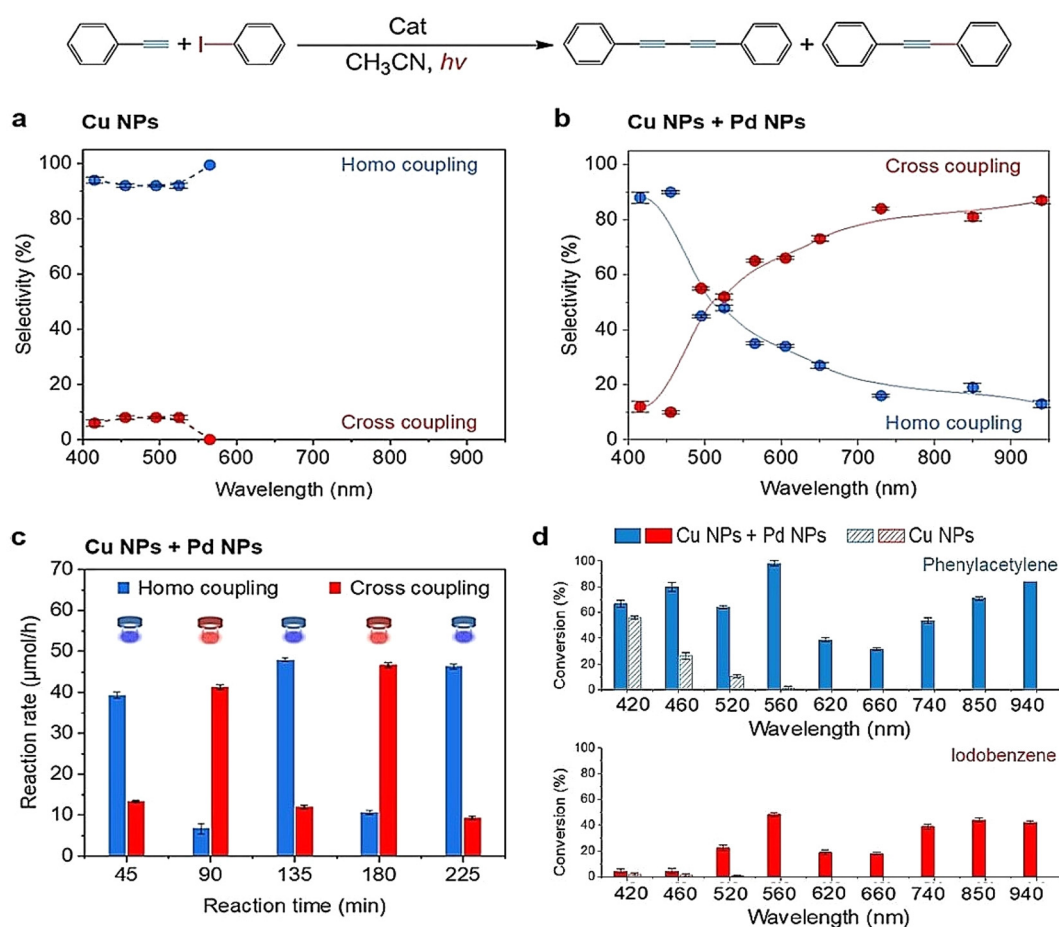 + I
Cat
CH₃CN, hv
+
a Cu NPs
Selectivity (%)
100
80
60
40
20
0
Homo coupling
Cross coupling
400 500 600 700 800 900
Wavelength (nm)
b Cu NPs + Pd NPs
Selectivity (%)
100
80
60
40
20
0
Cross coupling
Homo coupling
400 500 600 700 800 900
Wavelength (nm)
c Cu NPs + Pd NPs
Reaction rate (μmol/h)
70
60
50
40
30
20
10
0
Homo coupling Cross coupling
45 90 135 180 225
Reaction time (min)
d Cu NPs + Pd NPs Cu NPs
Conversion (%)
100
80
60
40
20
0
Phenylacetylene
420 460 520 560 620 660 740 850 940
Wavelength (nm)
Conversion (%)
100
80
60
40
20
0
Iodobenzene
420 460 520 560 620 660 740 850 940
Wavelength (nm)